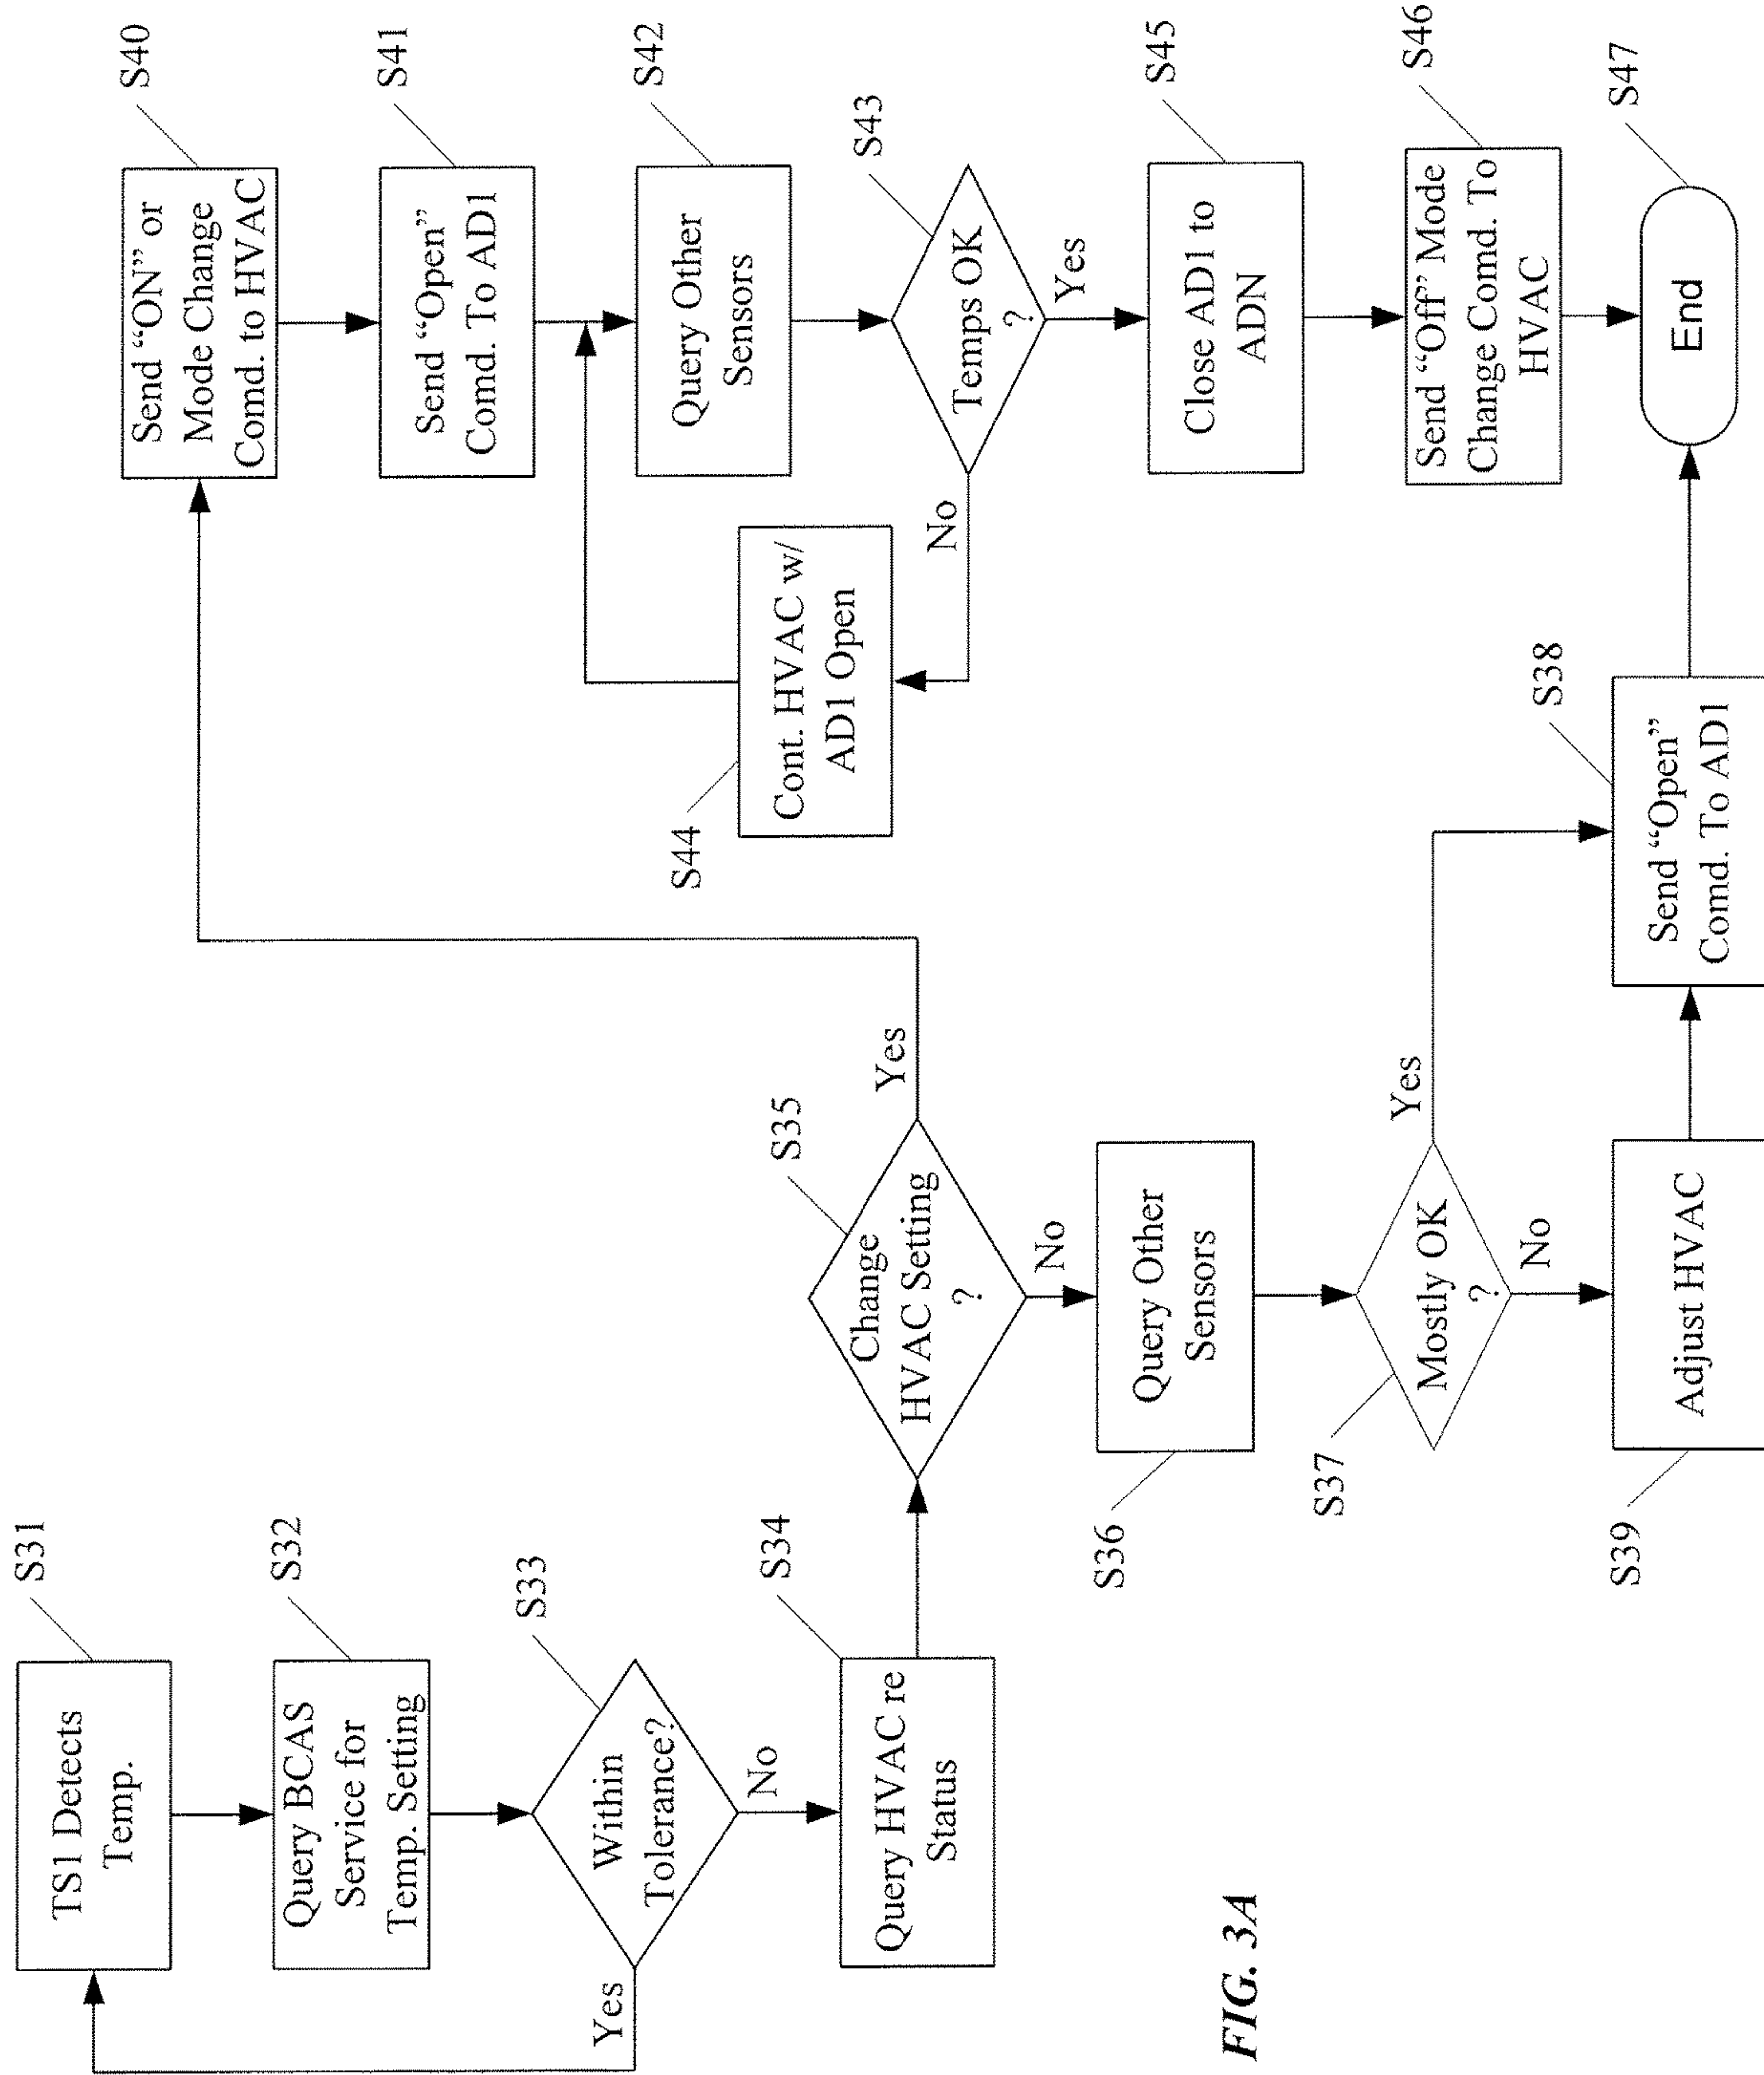 S31
TS1 Detects
Temp.
S32
Query BCAS
Service for
Temp. Setting
S33
Within
Tolerance?
Yes
No
S34
Query HVAC re
Status
S35
Change
HVAC Setting
?
Yes
No
S36
Query Other
Sensors
S37
Mostly OK
?
Yes
No
S39
Adjust HVAC
S38
Send “Open”
Comd. To AD1
S40
Send “ON” or
Mode Change
Comd. to HVAC
S41
Send “Open”
Comd. To AD1
S42
Query Other
Sensors
S43
Temps OK
?
No
Yes
S44
Cont. HVAC w/
AD1 Open
S45
Close AD1 to
ADN
S46
Send “Off” Mode
Change Comd. To
HVAC
S47
End
FIG. 3A